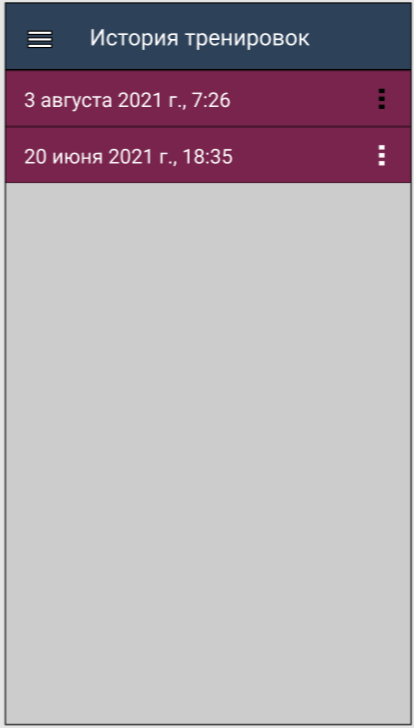 История тренировок
3 августа 2021 г., 7:26
20 июня 2021 г., 18:35